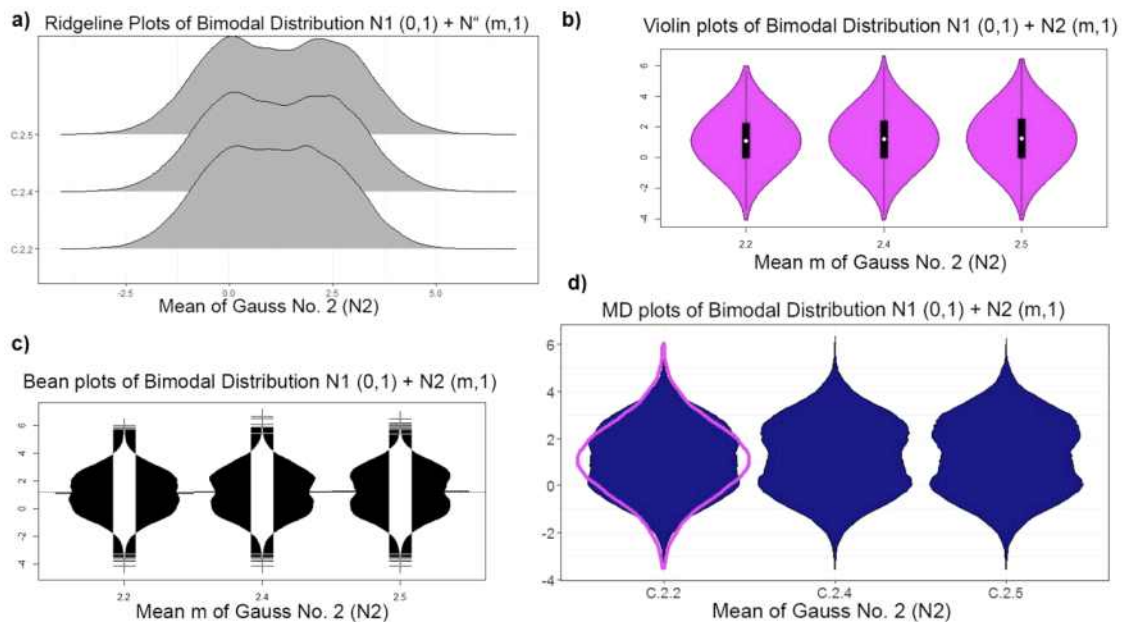 a)
Ridgeline Plots of Bimodal Distribution N1 (0,1) + N" (m,1)
C.2.5
C.2.4
C.2.2
-2.5 0.0 2.5 5.0
Mean of Gauss No. 2 (N2)
b)
Violin plots of Bimodal Distribution N1 (0,1) + N2 (m,1)
6
4
2
0
-2
-4
2.2 2.4 2.5
Mean m of Gauss No. 2 (N2)
c)
Bean plots of Bimodal Distribution N1 (0,1) + N2 (m,1)
6
4
2
0
-2
-4
2.2 2.4 2.5
Mean m of Gauss No. 2 (N2)
d)
MD plots of Bimodal Distribution N1 (0,1) + N2 (m,1)
6
4
2
0
-2
-4
C.2.2 C.2.4 C.2.5
Mean of Gauss No. 2 (N2)